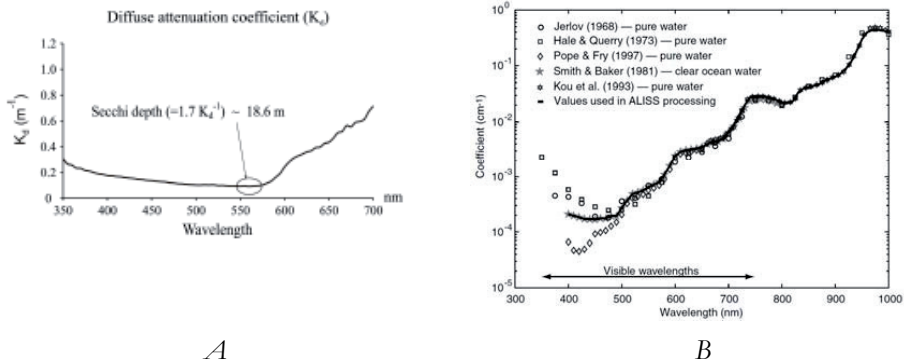 Diffuse attenuation coefficient (K_d)
K_d (m⁻¹)
1.2
1.0
0.8
0.6
0.4
0.2
0
Secchi depth (=1.7 K_d⁻¹) ~ 18.6 m
350 400 450 500 550 600 650 700 nm
Wavelength
A
Coefficient (cm⁻¹)
10⁰
10⁻¹
10⁻²
10⁻³
10⁻⁴
10⁻⁵
Jerlov (1968) — pure water
Hale & Querry (1973) — pure water
Pope & Fry (1997) — pure water
Smith & Baker (1981) — clear ocean water
Kou et al. (1993) — pure water
Values used in ALISS processing
Visible wavelengths
300 400 500 600 700 800 900 1000
Wavelength (nm)
B